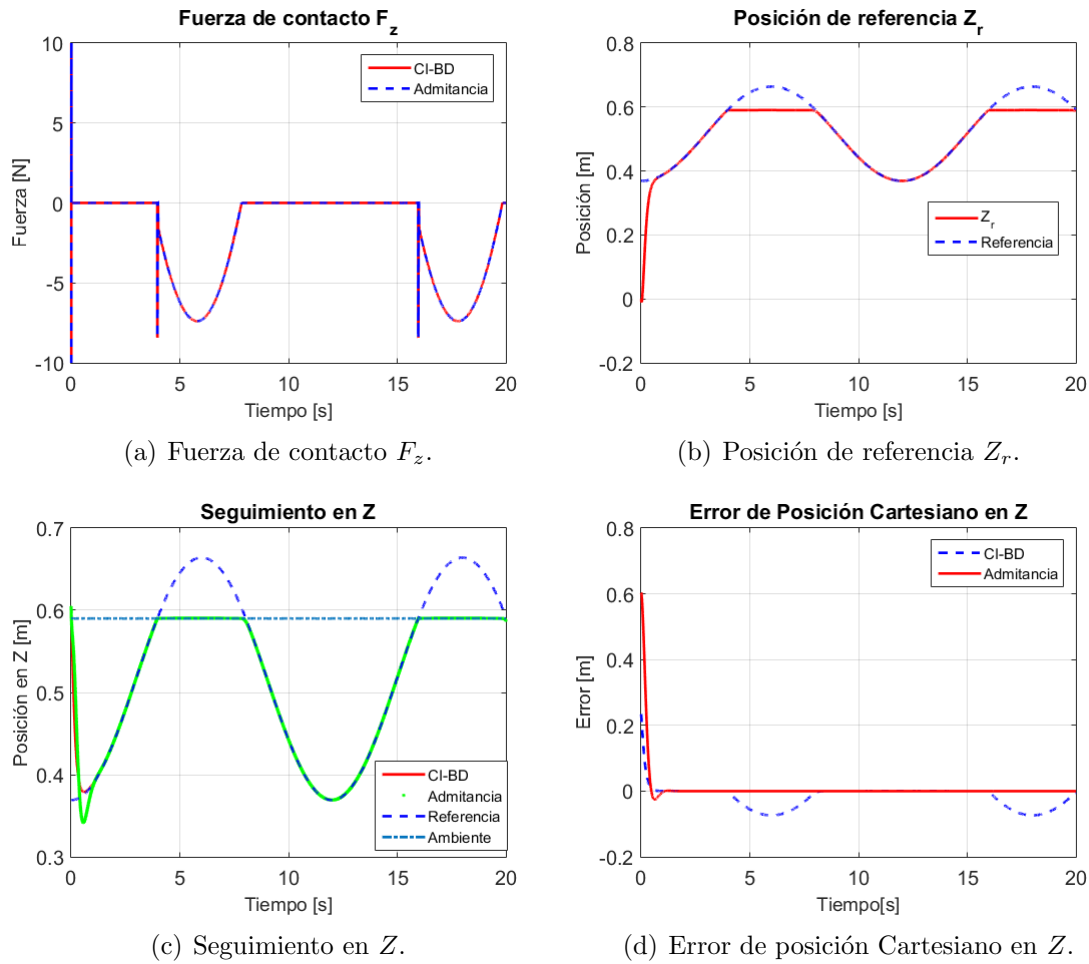 Fuerza de contacto F_z
10
5
0
-5
-10
Fuerza [N]
CI-BD
Admitancia
0 5 10 15 20
Tiempo [s]
(a) Fuerza de contacto F_z.
Posición de referencia Z_r
0.8
0.6
0.4
0.2
0
-0.2
Posición [m]
Z_r
Referencia
0 5 10 15 20
Tiempo [s]
(b) Posición de referencia Z_r.
Seguimiento en Z
0.7
0.6
0.5
0.4
0.3
Posición en Z [m]
CI-BD
Admitancia
Referencia
Ambiente
0 5 10 15 20
Tiempo [s]
(c) Seguimiento en Z.
Error de Posición Cartesiano en Z
0.8
0.6
0.4
0.2
0
-0.2
Error [m]
CI-BD
Admitancia
0 5 10 15 20
Tiempo[s]
(d) Error de posición Cartesiano en Z.